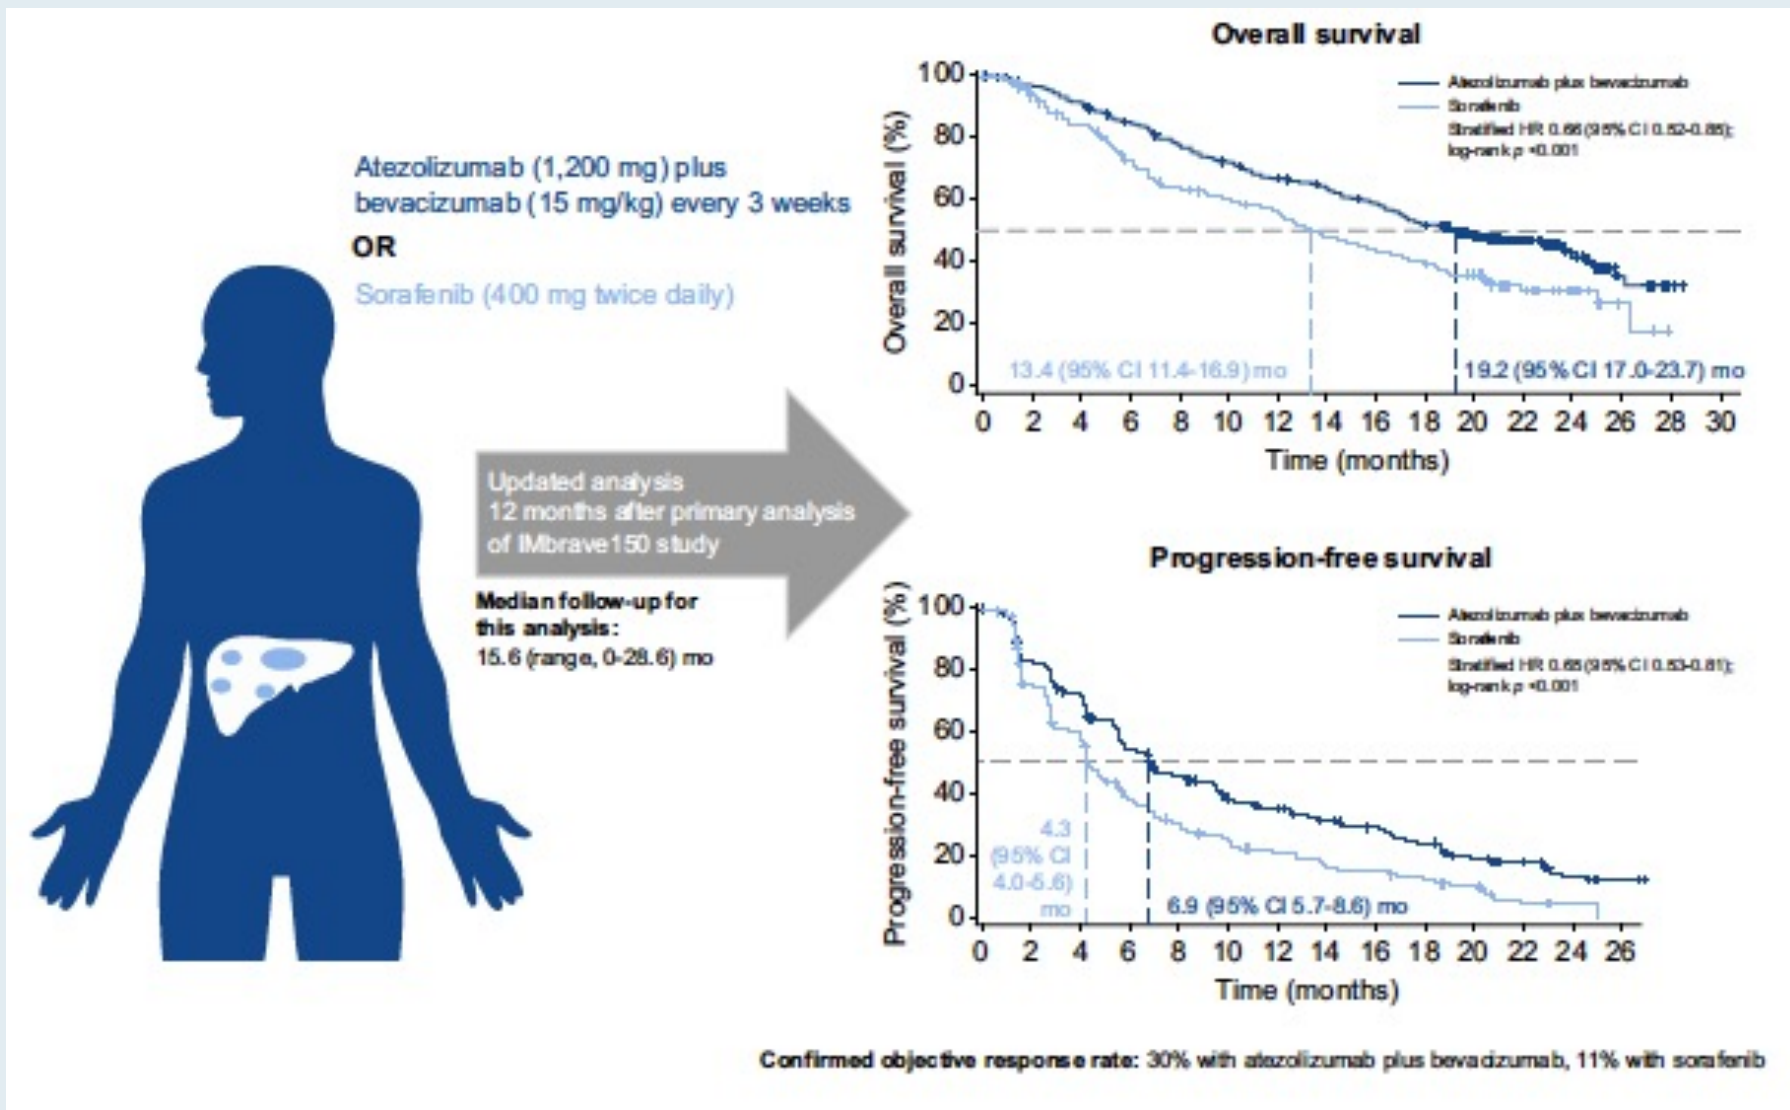 Atezolizumab (1,200 mg) plus
bevacizumab (15 mg/kg) every 3 weeks
OR
Sorafenib (400 mg twice daily)
Updated analysis
12 months after primary analysis
of IMbrave150 study
Median follow-up for
this analysis:
15.6 (range, 0-28.6) mo
Overall survival
Overall survival (%)
100
80
60
40
20
0
Atezolizumab plus bevacizumab
Sorafenib
Stratified HR 0.66 (95% CI 0.52-0.85);
log-rank p <0.001
13.4 (95% CI 11.4-16.9) mo
19.2 (95% CI 17.0-23.7) mo
0 2 4 6 8 10 12 14 16 18 20 22 24 26 28 30
Time (months)
Progression-free survival
Progression-free survival (%)
100
80
60
40
20
0
Atezolizumab plus bevacizumab
Sorafenib
Stratified HR 0.65 (95% CI 0.53-0.81);
log-rank p <0.001
4.3
(95% CI
4.0-5.6)
mo
6.9 (95% CI 5.7-8.6) mo
0 2 4 6 8 10 12 14 16 18 20 22 24 26
Time (months)
Confirmed objective response rate: 30% with atezolizumab plus bevacizumab, 11% with sorafenib